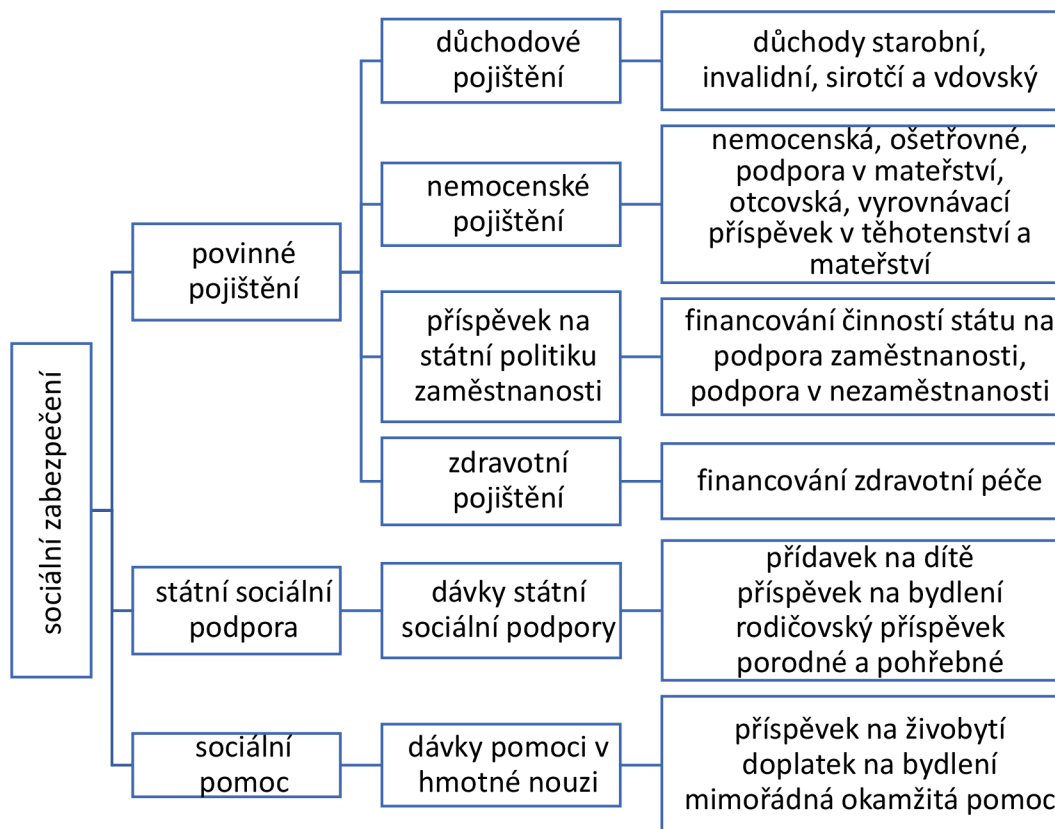 sociální zabezpečení
povinné
pojištění
důchodové
pojištění
důchody starobní,
invalidní, sirotčí a vdovský
nemocenské
pojištění
nemocenská, ošetřovné,
podpora v mateřství,
otcovská, vyrovnávací
příspěvek v těhotenství a
mateřství
příspěvek na
státní politiku
zaměstnanosti
financování činností státu na
podpora zaměstnanosti,
podpora v nezaměstnanosti
zdravotní
pojištění
financování zdravotní péče
státní sociální
podpora
dávky státní
sociální podpory
přídavek na dítě
příspěvek na bydlení
rodičovský příspěvek
porodné a pohřebné
sociální
pomoc
dávky pomoci v
hmotné nouzi
příspěvek na živobytí
doplatek na bydlení
mimořádná okamžitá pomoc